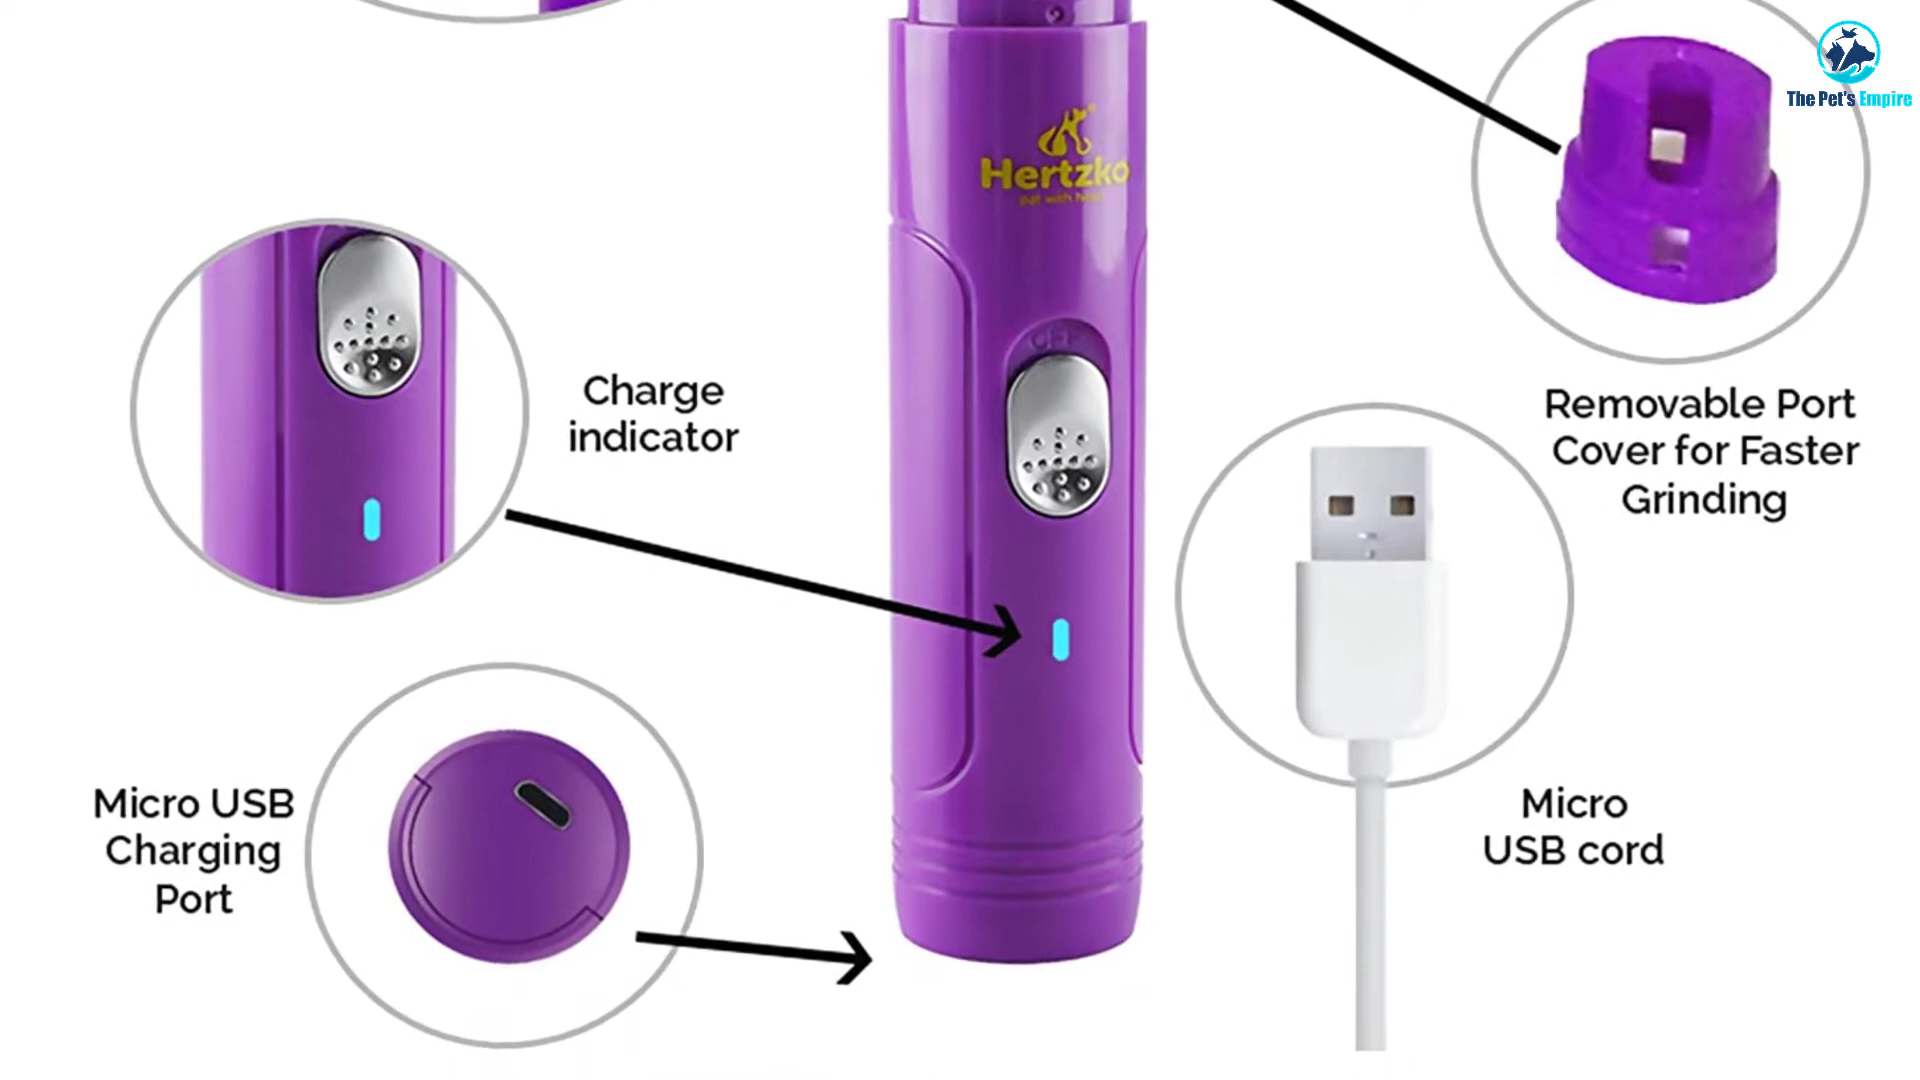 The Pet's Empire
Hertzko
OFF
Charge
indicator
Removable Port
Cover for Faster
Grinding
Micro USB
Charging
Port
Micro
USB cord